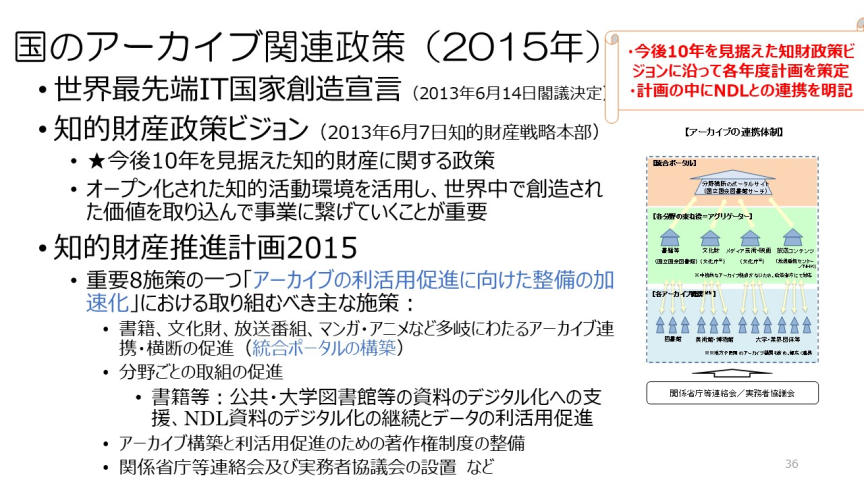 国のアーカイブ関連政策（2015年）
・今後10年を見据えた知財政策ビ
ジョンに沿って各年度計画を策定
・計画の中にNDLとの連携を明記
• 世界最先端IT国家創造宣言（2013年6月14日閣議決定）
• 知的財産政策ビジョン（2013年6月7日知的財産戦略本部）
• ★今後10年を見据えた知的財産に関する政策
• オープン化された知的活動環境を活用し、世界中で創造され
た価値を取り込んで事業に繋げていくことが重要
• 知的財産推進計画2015
• 重要8施策の一つ「アーカイブの利活用促進に向けた整備の加
速化」における取り組むべき主な施策：
• 書籍、文化財、放送番組、マンガ・アニメなど多岐にわたるアーカイブ連
携・横断の促進（統合ポータルの構築）
• 分野ごとの取組の促進
• 書籍等：公共・大学図書館等の資料のデジタル化への支
援、NDL資料のデジタル化の継続とデータの利活用促進
• アーカイブ構築と利活用促進のための著作権制度の整備
• 関係省庁等連絡会及び実務者協議会の設置 など
【アーカイブの連携体制】
【統合ポータル】
分野横断のポータルサイト
（国立国会図書館サーチ）
【各分野の束ね役＝アグリゲーター】
書籍等 文化財 メディア芸術・映画 放送コンテンツ
（国立国会図書館）（文化庁※）（文化庁※）
【各アーカイブ機関※※】
図書館 美術館・博物館 大学・業界団体等
関係省庁等連絡会／実務者協議会
36